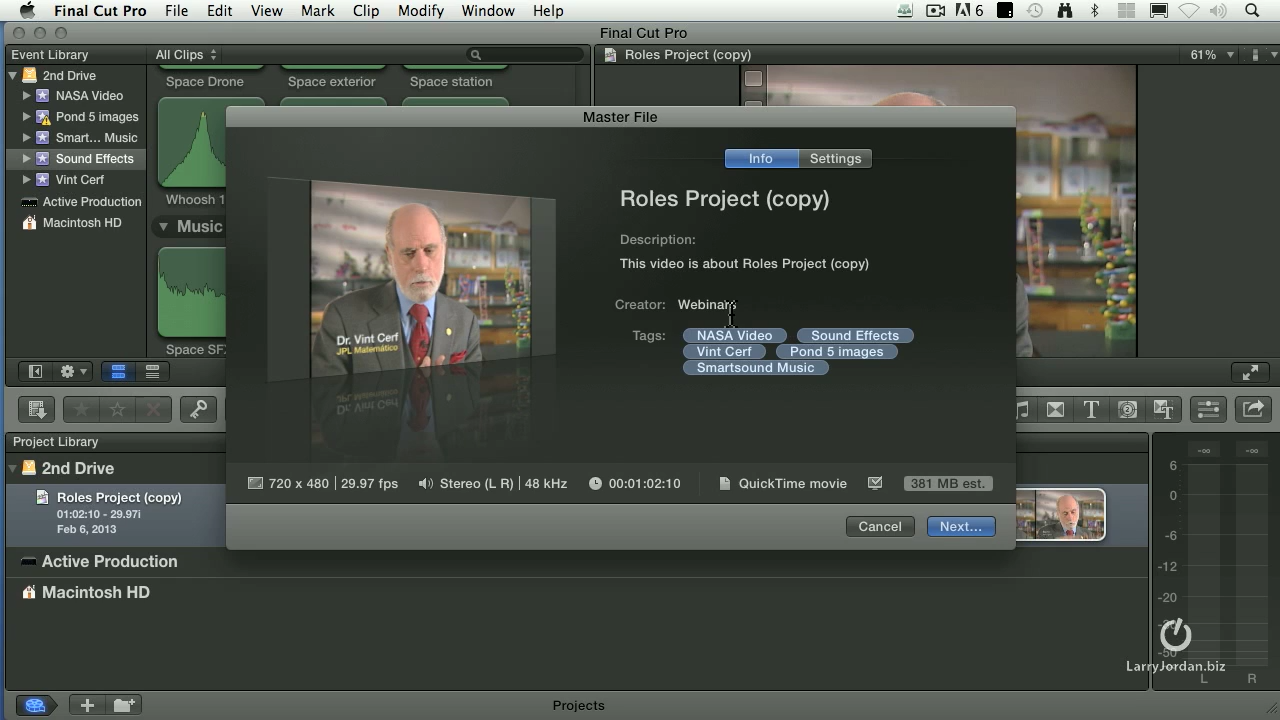 Final Cut Pro File Edit View Mark Clip Modify Window Help 6
Final Cut Pro
Event Library All Clips Roles Project (copy) 61%
2nd Drive
NASA Video
Pond 5 images
Smart... Music
Sound Effects
Vint Cerf
Active Production
Macintosh HD
Space Drone Space exterior Space station
Whoosh 1
Music
Space SFX
Master File
Info Settings
Roles Project (copy)
Description:
This video is about Roles Project (copy)
Creator: Webinars
Tags: NASA Video Sound Effects
Vint Cerf Pond 5 images
Smartsound Music
Dr. Vint Cerf
JPL Matemático
720 x 480 | 29.97 fps Stereo (L R) | 48 kHz 00:01:02:10 QuickTime movie 381 MB est.
Cancel Next...
Project Library
2nd Drive
Roles Project (copy)
01:02:10 - 29.97i
Feb 6, 2013
Active Production
Macintosh HD
-∞ -∞
6
0
-6
-12
-20
-30
-50
L R
LarryJordan.biz
Projects